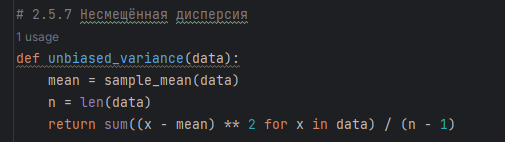 # 2.5.7 Несмещённая дисперсия
1 usage
def unbiased_variance(data):
    mean = sample_mean(data)
    n = len(data)
    return sum((x - mean) ** 2 for x in data) / (n - 1)